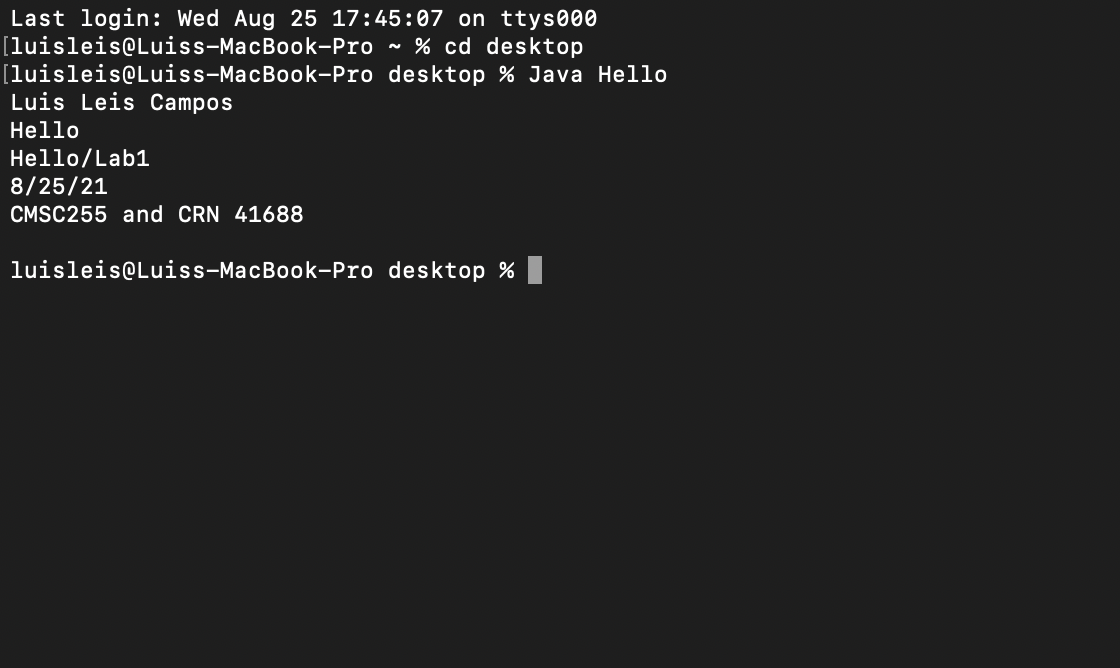 Last login: Wed Aug 25 17:45:07 on ttys000
[luisleis@Luiss-MacBook-Pro ~ % cd desktop
[luisleis@Luiss-MacBook-Pro desktop % Java Hello
Luis Leis Campos
Hello
Hello/Lab1
8/25/21
CMSC255 and CRN 41688
luisleis@Luiss-MacBook-Pro desktop %